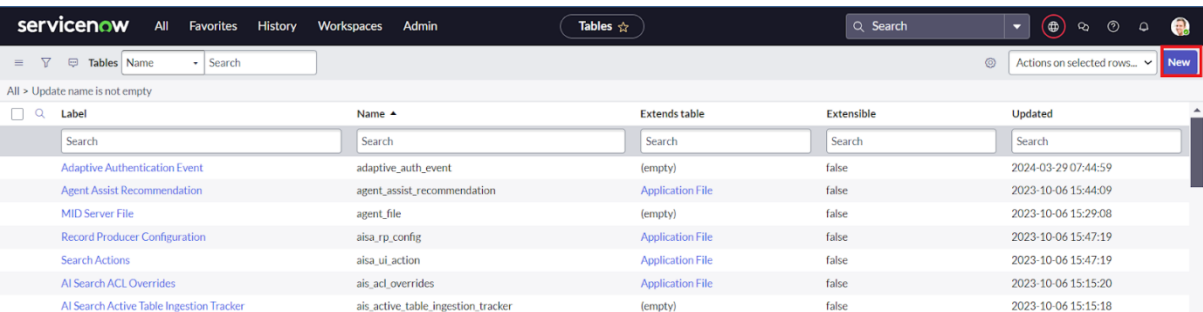 servicenow All Favorites History Workspaces Admin Tables Search
Tables Name Search Actions on selected rows... New
All > Update name is not empty
Label Name Extends table Extensible Updated
Search Search Search Search Search
Adaptive Authentication Event adaptive_auth_event (empty) false 2024-03-29 07:44:59
Agent Assist Recommendation agent_assist_recommendation Application File false 2023-10-06 15:44:09
MID Server File agent_file (empty) false 2023-10-06 15:29:08
Record Producer Configuration aisa_rp_config Application File false 2023-10-06 15:47:19
Search Actions aisa_ui_action Application File false 2023-10-06 15:47:19
AI Search ACL Overrides ais_acl_overrides Application File false 2023-10-06 15:15:20
AI Search Active Table Ingestion Tracker ais_active_table_ingestion_tracker (empty) false 2023-10-06 15:15:18